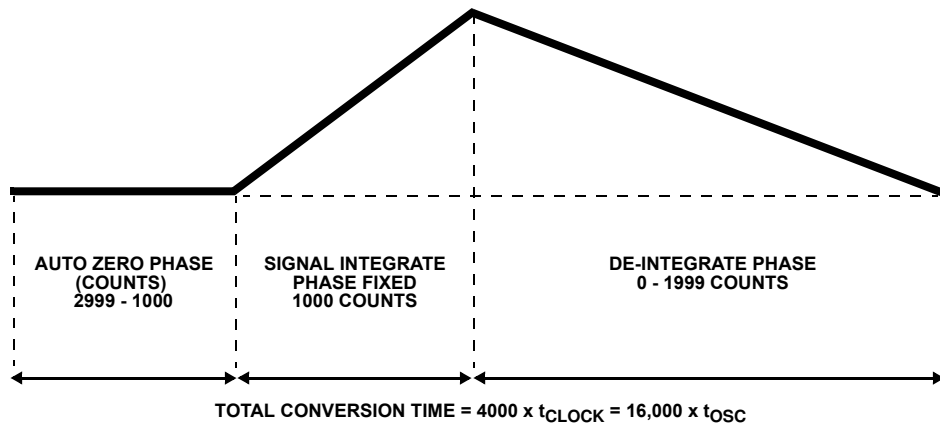 AUTO ZERO PHASE
(COUNTS)
2999 - 1000
SIGNAL INTEGRATE
PHASE FIXED
1000 COUNTS
DE-INTEGRATE PHASE
0 - 1999 COUNTS
TOTAL CONVERSION TIME = 4000 x tCLOCK = 16,000 x tOSC